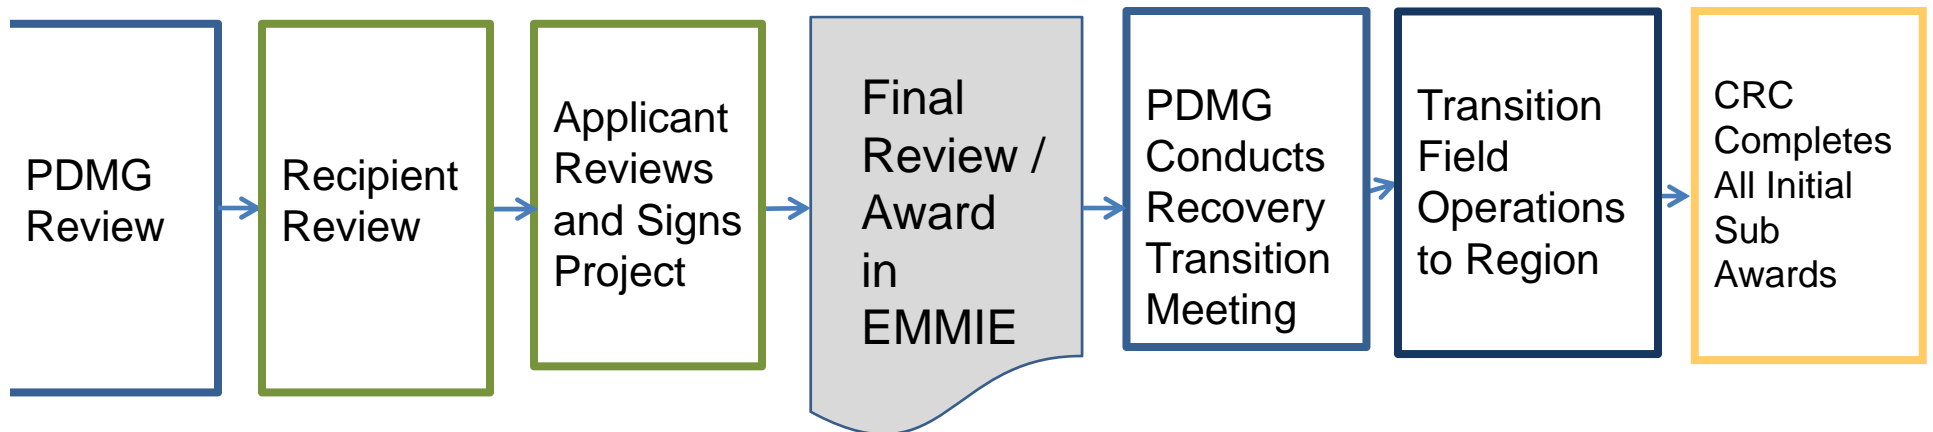 PDMG
Review
Recipient
Review
Applicant
Reviews
and Signs
Project
Final
Review /
Award
in
EMMIE
PDMG
Conducts
Recovery
Transition
Meeting
Transition
Field
Operations
to Region
CRC
Completes
All Initial
Sub
Awards